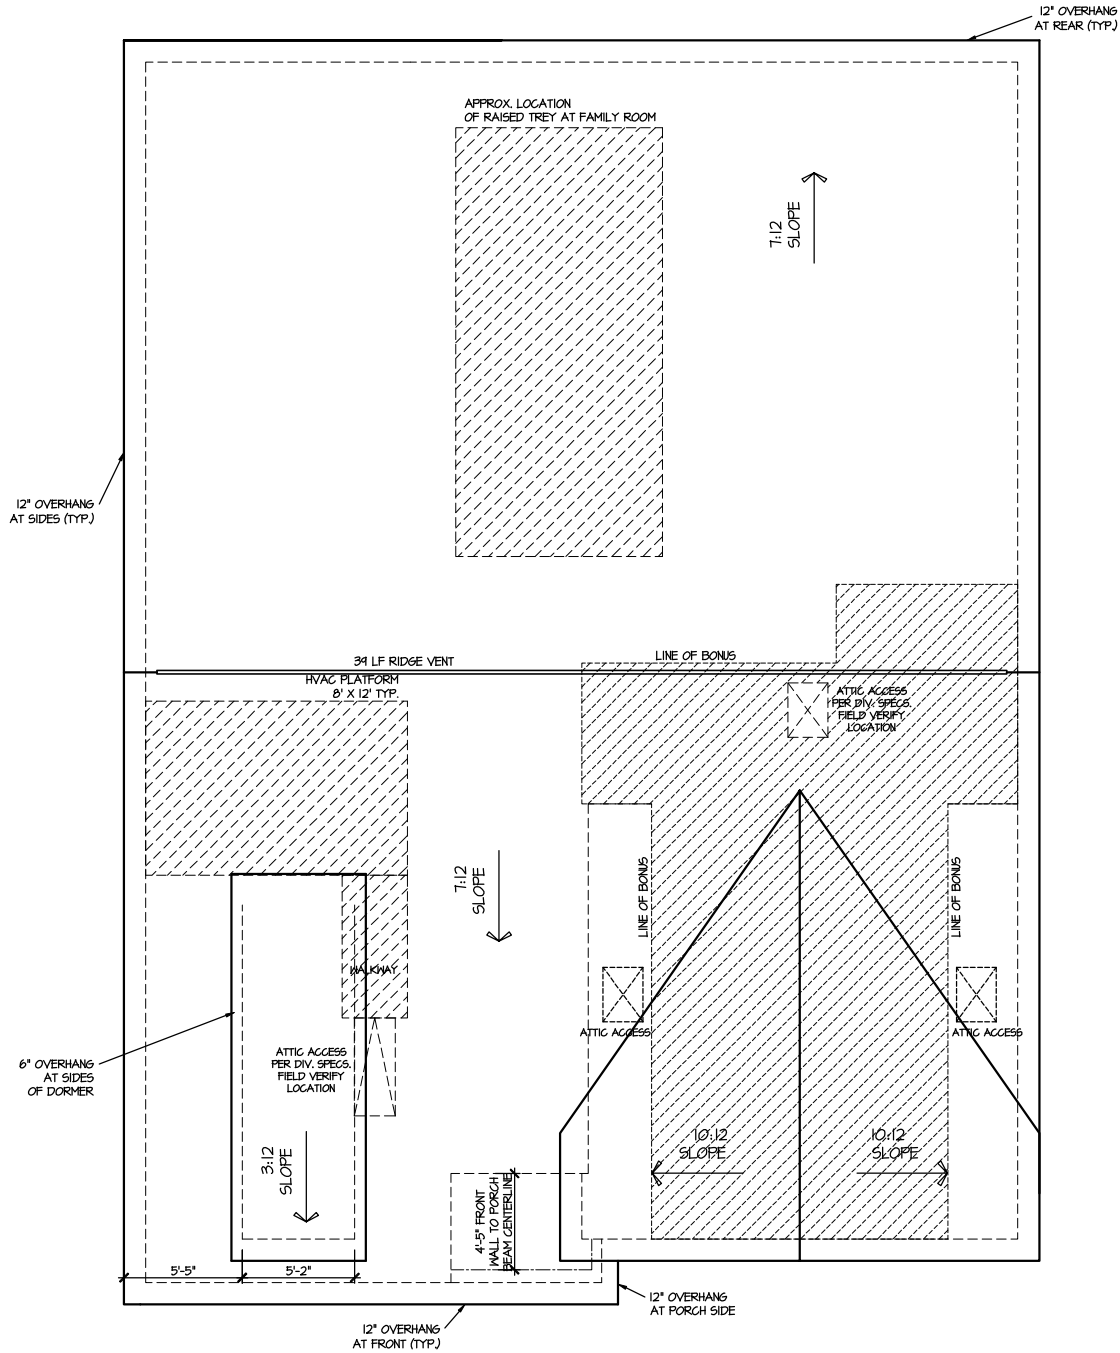 12" OVERHANG
AT REAR (TYP.)
APPROX. LOCATION
OF RAISED TREY AT FAMILY ROOM
7:12
SLOPE
12" OVERHANG
AT SIDES (TYP.)
39 LF RIDGE VENT
LINE OF BONUS
HVAC PLATFORM
8' X 12' TYP.
ATTIC ACCESS
PER DIV. SPECS.
FIELD VERIFY
LOCATION
7:12
SLOPE
LINE OF BONUS
LINE OF BONUS
WALKWAY
ATTIC ACCESS
ATTIC ACCESS
6" OVERHANG
AT SIDES
OF DORMER
ATTIC ACCESS
PER DIV. SPECS.
FIELD VERIFY
LOCATION
3:12
SLOPE
10:12
SLOPE
10:12
SLOPE
4'-5" FRONT
WALL TO PORCH
BEAM CENTERLINE
5'-5"
5'-2"
12" OVERHANG
AT PORCH SIDE
12" OVERHANG
AT FRONT (TYP.)